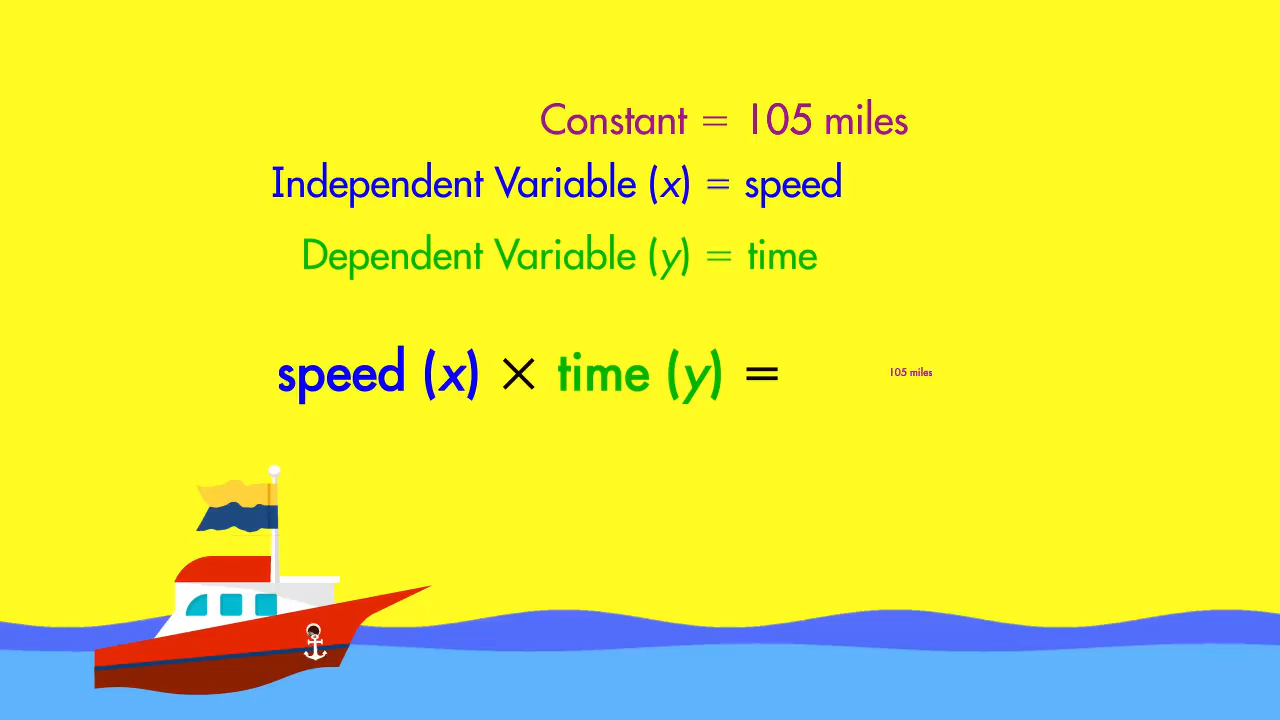 Constant = 105 miles
Independent Variable (x) = speed
Dependent Variable (y) = time
speed (x) × time (y) = 105 miles